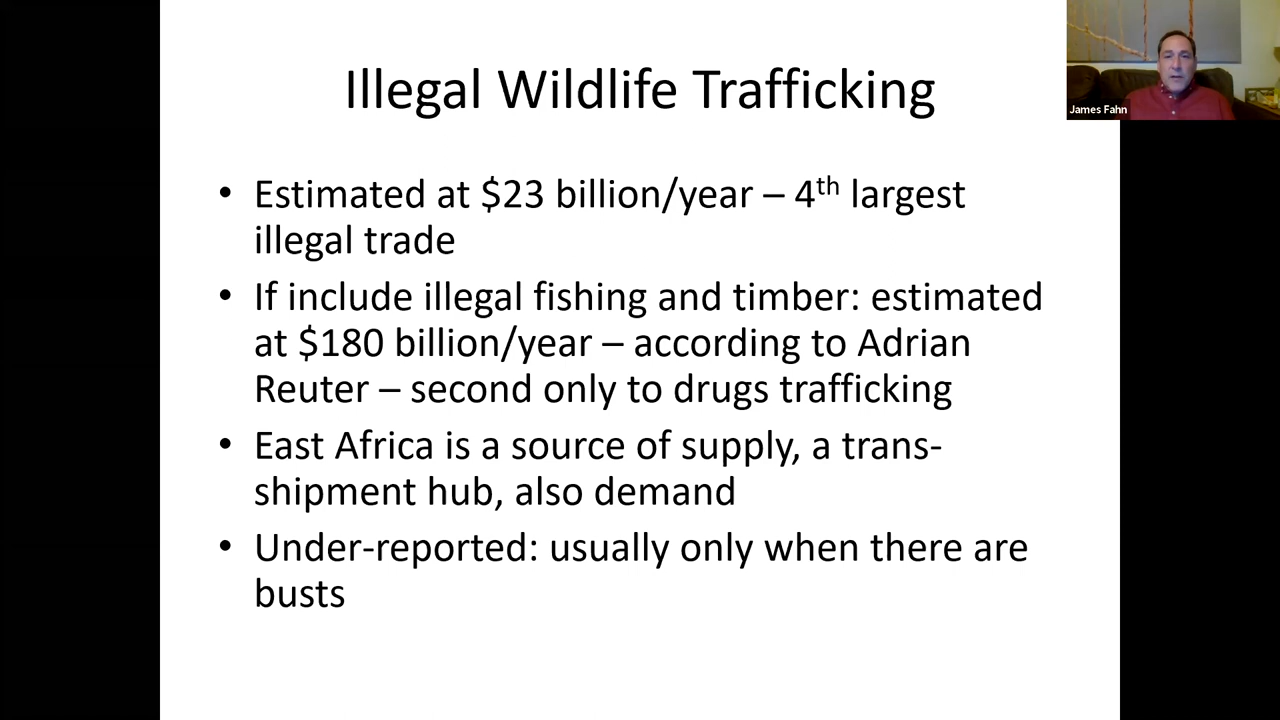 Illegal Wildlife Trafficking
James Fahn
• Estimated at $23 billion/year – 4th largest
illegal trade
• If include illegal fishing and timber: estimated
at $180 billion/year – according to Adrian
Reuter – second only to drugs trafficking
• East Africa is a source of supply, a trans-
shipment hub, also demand
• Under-reported: usually only when there are
busts